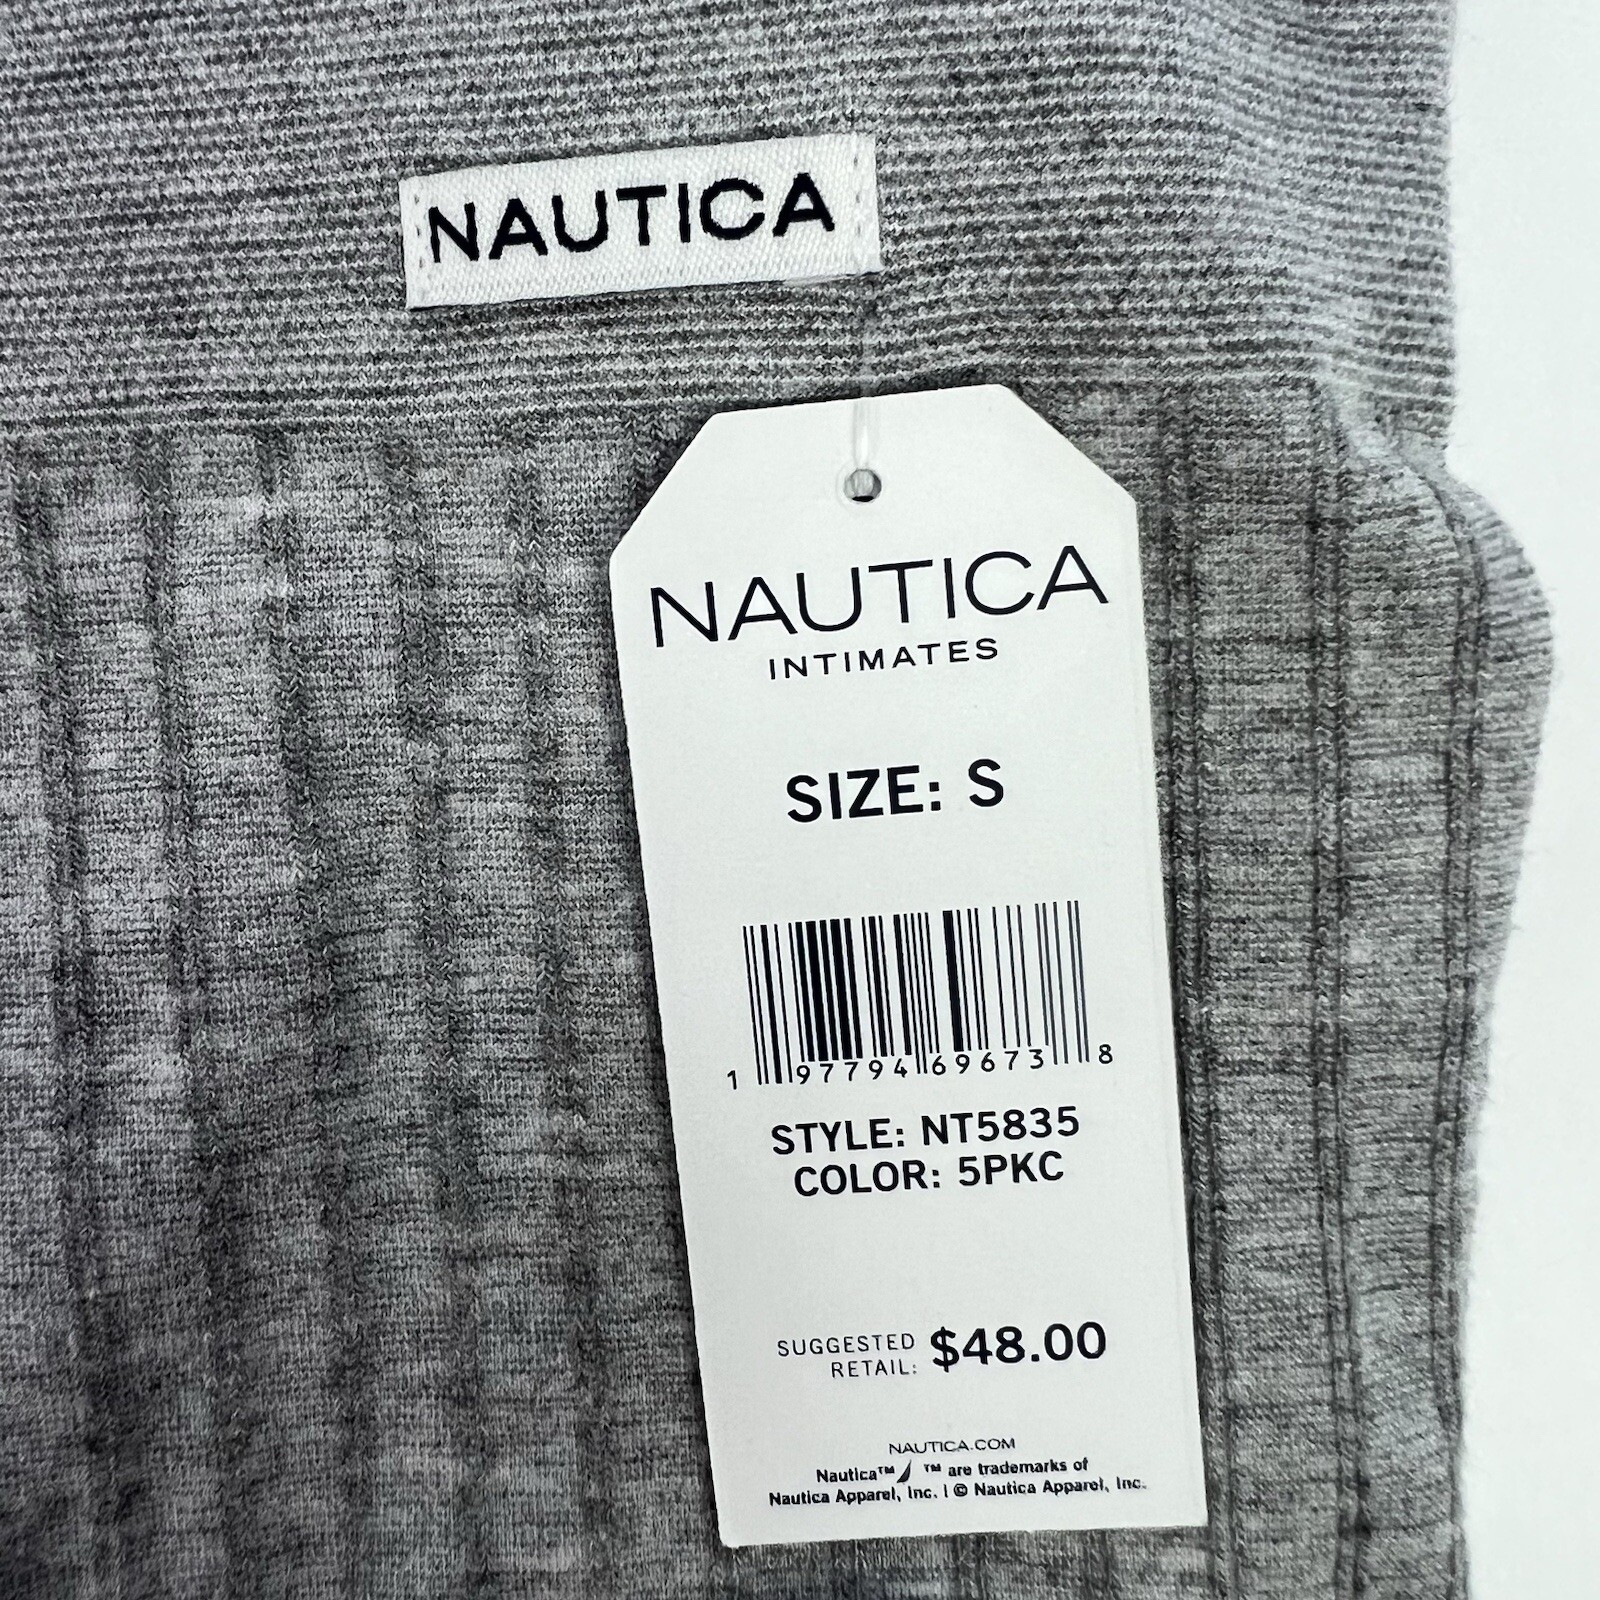 NAUTICA
NAUTICA
INTIMATES
SIZE: S
1 97794 69673 8
STYLE: NT5835
COLOR: 5PKC
SUGGESTED RETAIL: $48.00
NAUTICA.COM
Nautica™ ™ are trademarks of
Nautica Apparel, Inc. | © Nautica Apparel, Inc.